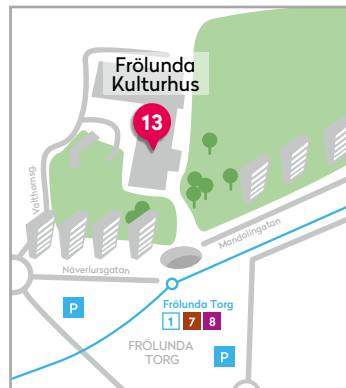 Frölunda
Kulturhus
13
Valthornsg
Mandolingatan
Näverlursgatan
P
Frölunda Torg
1 7 8
FRÖLUNDA
TORG
P